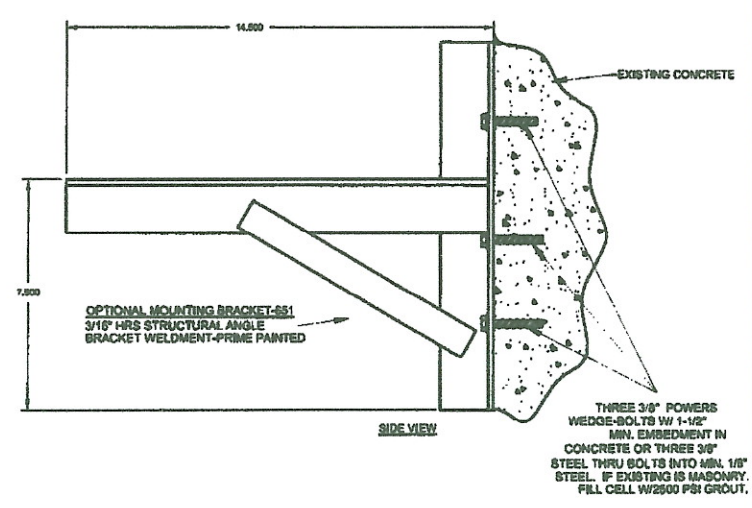 14.500
EXISTING CONCRETE
7.500
OPTIONAL MOUNTING BRACKET-651
3/16" HRS STRUCTURAL ANGLE
BRACKET WELDMENT-PRIME PAINTED
SIDE VIEW
THREE 3/8" POWERS
WEDGE-BOLTS W/ 1-1/2"
MIN. EMBEDMENT IN
CONCRETE OR THREE 3/8"
STEEL THRU BOLTS INTO MIN. 1/8"
STEEL. IF EXISTING IS MASONRY.
FILL CELL W/2500 PSI GROUT.